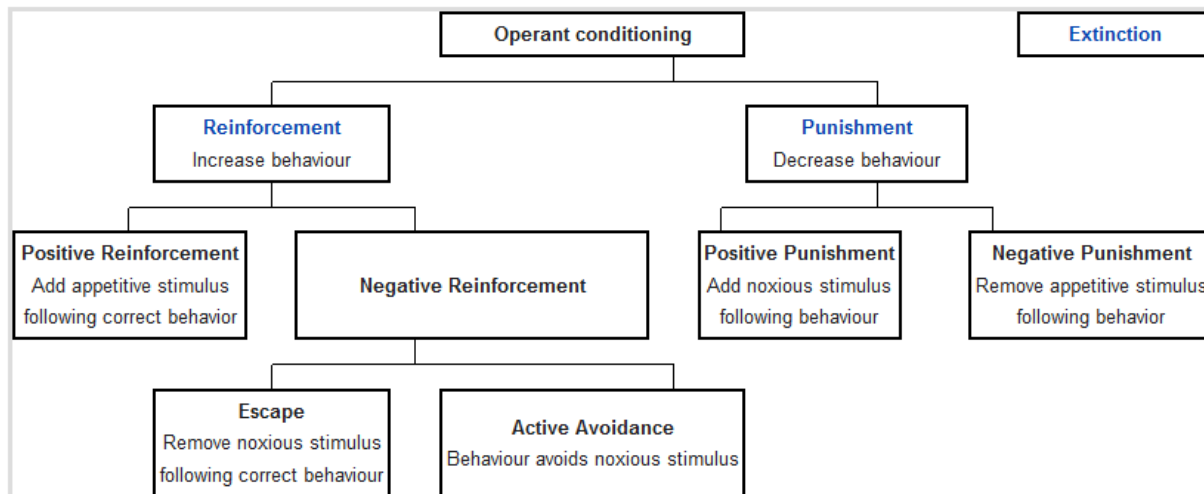 Operant conditioning
Extinction
Reinforcement
Increase behaviour
Punishment
Decrease behaviour
Positive Reinforcement
Add appetitive stimulus
following correct behavior
Negative Reinforcement
Positive Punishment
Add noxious stimulus
following behaviour
Negative Punishment
Remove appetitive stimulus
following behavior
Escape
Remove noxious stimulus
following correct behaviour
Active Avoidance
Behaviour avoids noxious stimulus